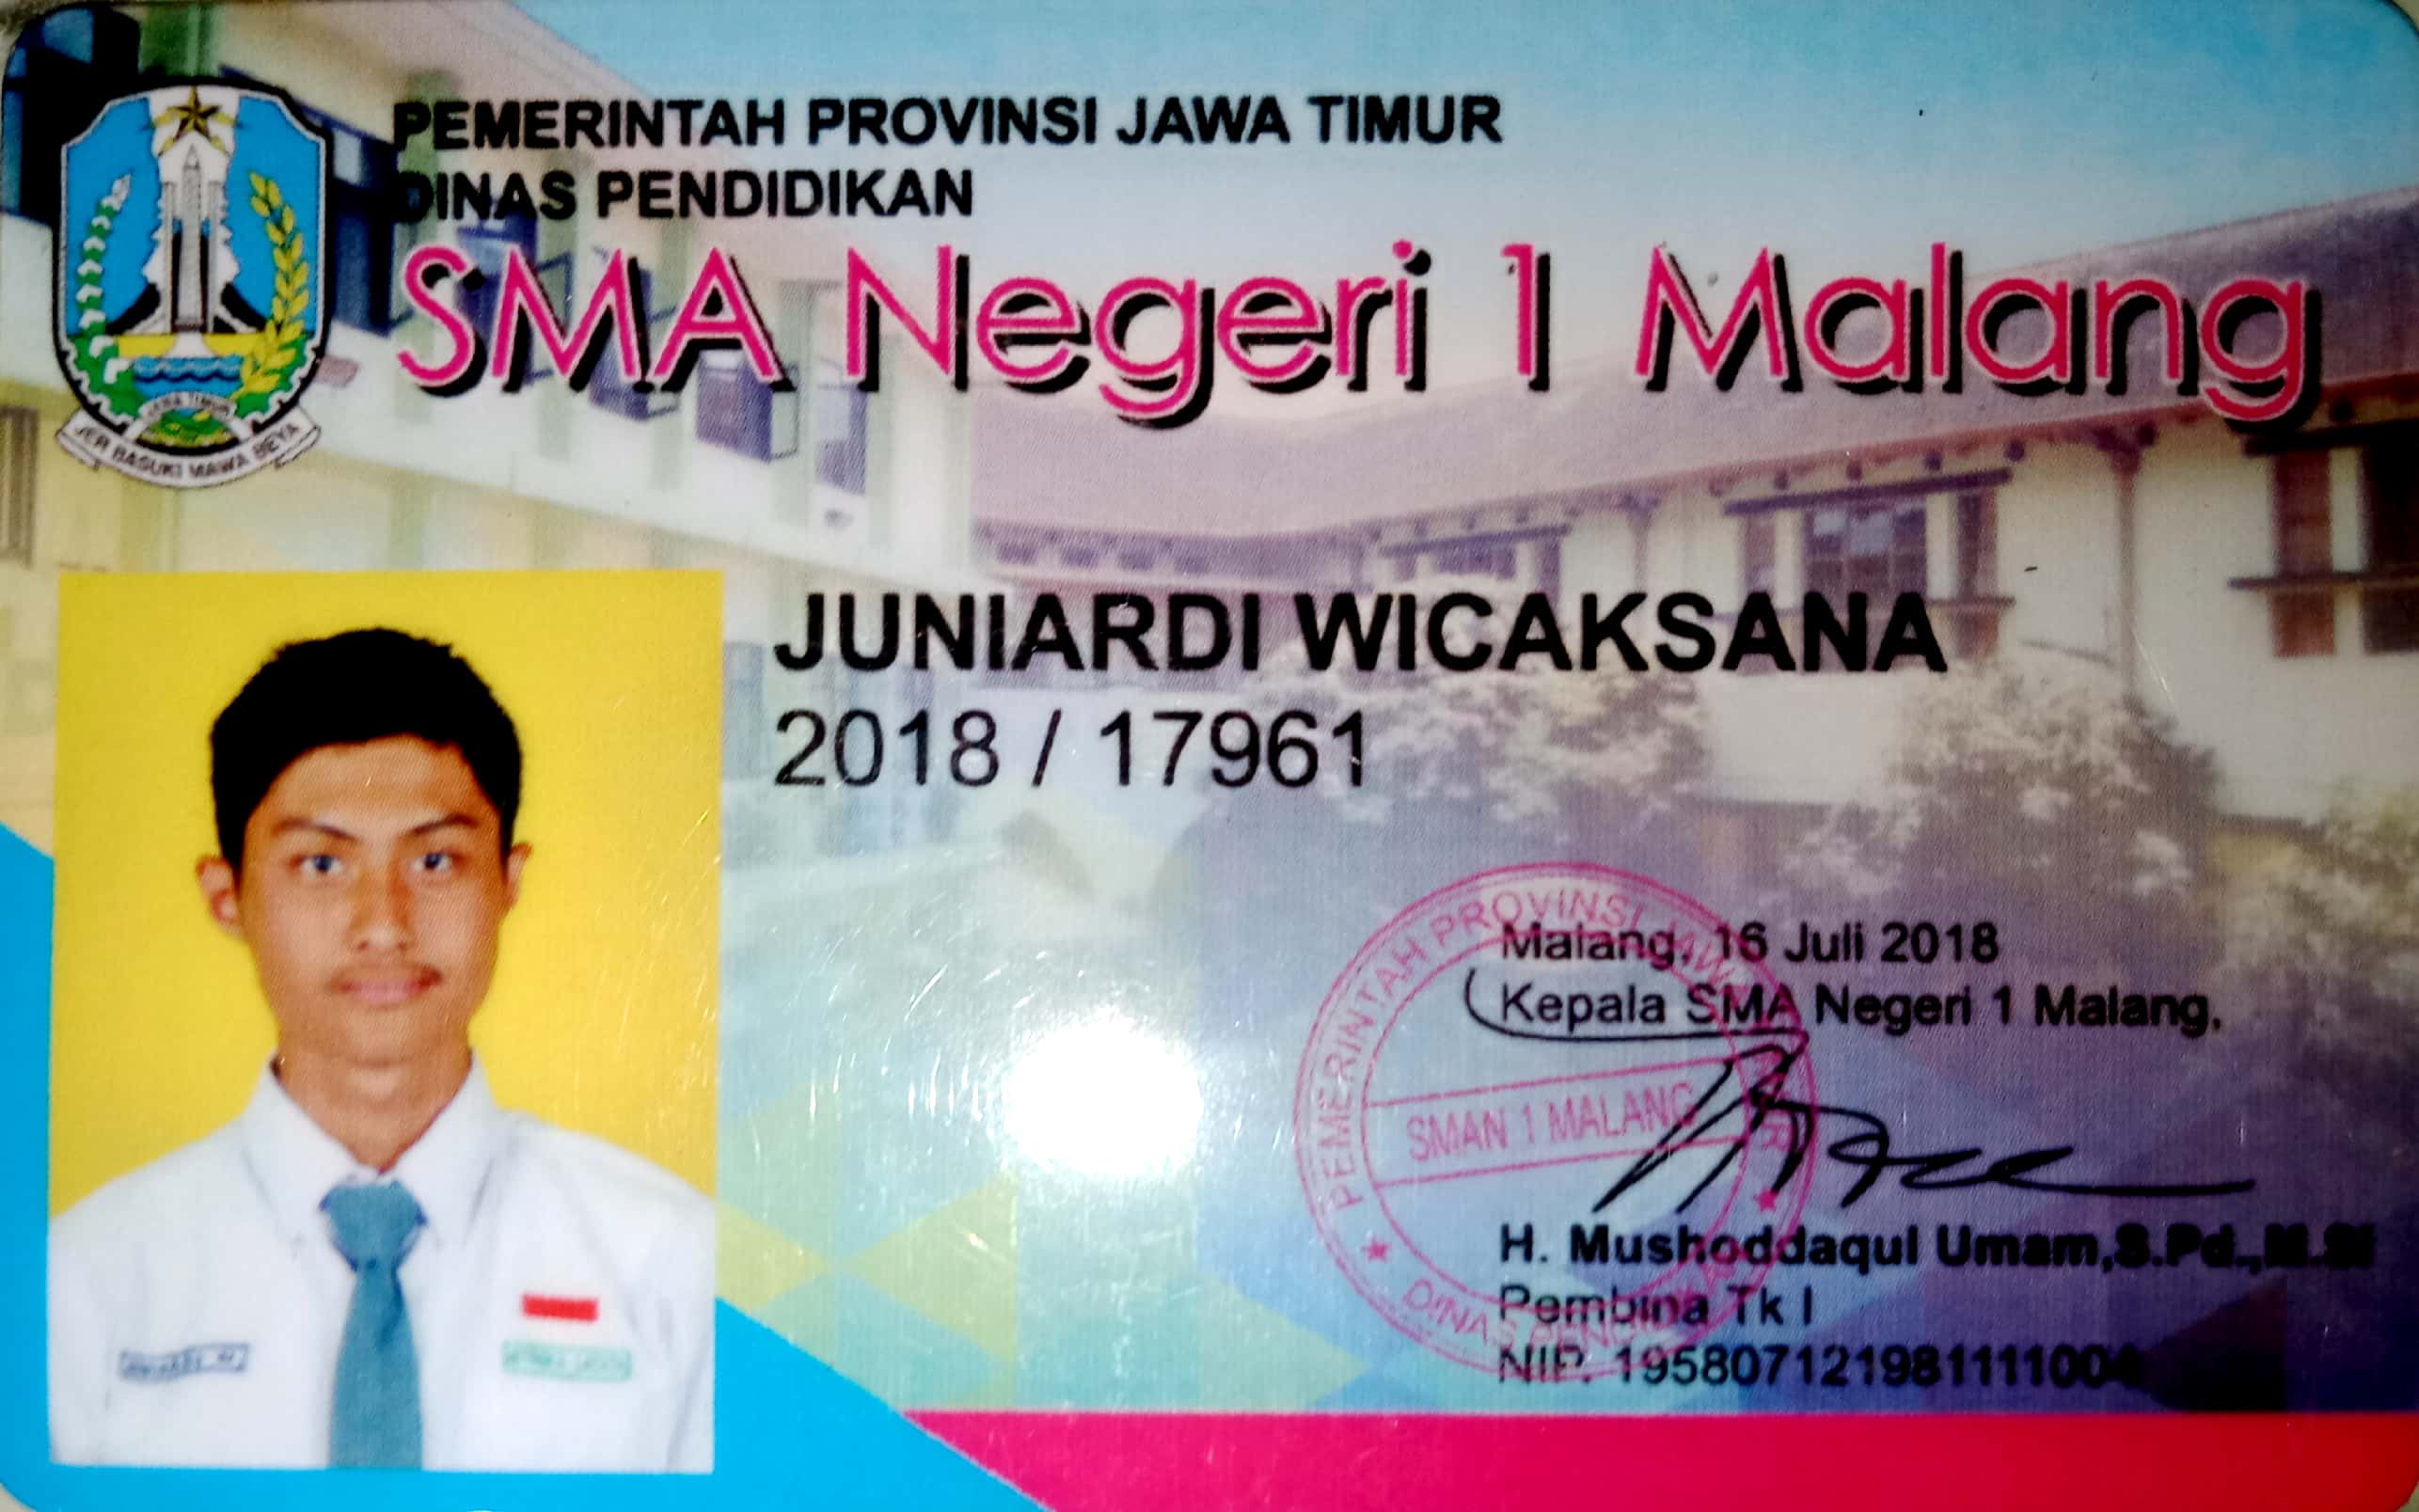 PEMERINTAH PROVINSI JAWA TIMUR
DINAS PENDIDIKAN
SMA Negeri 1 Malang
JAWA TIMUR
JER BASUKI MAWA BEYA
JUNIARDI WICAKSANA
2018 / 17961
Malang, 16 Juli 2018
Kepala SMA Negeri 1 Malang,
PEMERINTAH PROVINSI JAWA TIMUR
SMAN 1 MALANG
DINAS PENDIDIKAN
H. Mushoddaqul Umam,S.Pd.,M.Si
Pembina Tk I
NIP. 195807121981111004